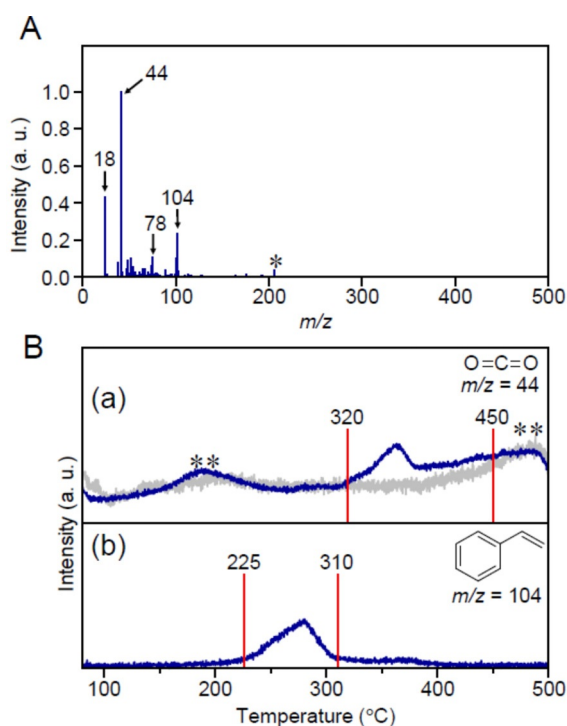 A
Intensity (a. u.)
1.0
0.8
0.6
0.4
0.2
0.0
44
18
104
78
*
0 100 200 300 400 500
m/z
B
(a)
O=C=O
m/z = 44
320
450
**
**
(b)
225
310
m/z = 104
Intensity (a. u.)
100 200 300 400 500
Temperature (°C)